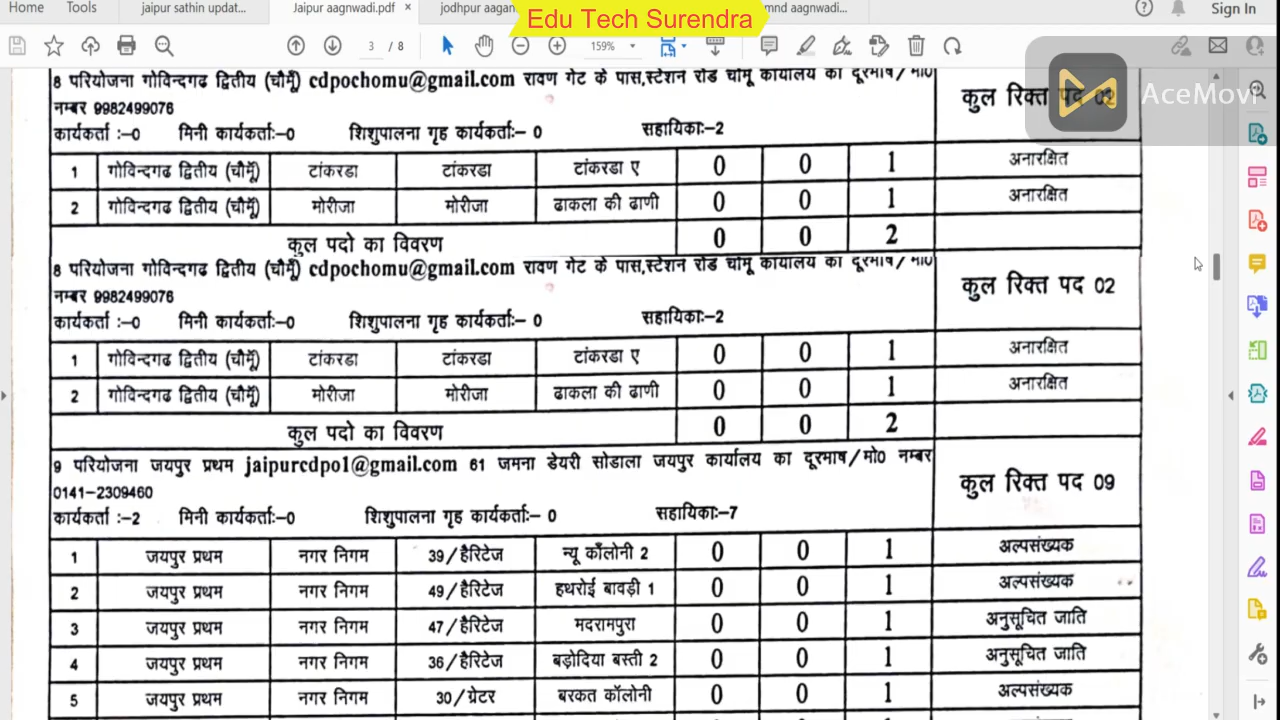 Home Tools jaipur sathin updat... Jaipur aagnwadi.pdf × mnd aagnwadi... Sign In
Edu Tech Surendra
3 / 8 159%
AceMovi
8 परियोजना गोविन्दगढ द्वितीय (चौमूँ) cdpochomu@gmail.com रावण गेट के पास,स्टेशन रोड चोमू कार्यालय का दूरभाष/मो0
नम्बर 9982499076
कुल रिक्त पद 02
कार्यकर्ता :–0 मिनी कार्यकर्ता:–0 शिशुपालना गृह कार्यकर्ता:– 0 सहायिका:–2
1 गोविन्दगढ द्वितीय (चौमूँ) टांकरडा टांकरडा टांकरडा ए 0 0 1 अनारक्षित
2 गोविन्दगढ द्वितीय (चौमूँ) मोरीजा मोरीजा ढाकला की ढाणी 0 0 1 अनारक्षित
कुल पदो का विवरण 0 0 2
8 परियोजना गोविन्दगढ द्वितीय (चौमूँ) cdpochomu@gmail.com रावण गेट के पास,स्टेशन रोड चोमू कार्यालय का दूरभाष/मो0
नम्बर 9982499076
कुल रिक्त पद 02
कार्यकर्ता :–0 मिनी कार्यकर्ता:–0 शिशुपालना गृह कार्यकर्ता:– 0 सहायिका:–2
1 गोविन्दगढ द्वितीय (चौमूँ) टांकरडा टांकरडा टांकरडा ए 0 0 1 अनारक्षित
2 गोविन्दगढ द्वितीय (चौमूँ) मोरीजा मोरीजा ढाकला की ढाणी 0 0 1 अनारक्षित
कुल पदो का विवरण 0 0 2
9 परियोजना जयपुर प्रथम jaipurcdpo1@gmail.com 61 जमना डेयरी सोडाला जयपुर कार्यालय का दूरभाष/मो0 नम्बर
0141–2309460
कुल रिक्त पद 09
कार्यकर्ता :–2 मिनी कार्यकर्ता:–0 शिशुपालना गृह कार्यकर्ता:– 0 सहायिका:–7
1 जयपुर प्रथम नगर निगम 39/हैरिटेज न्यू कॉंलोनी 2 0 0 1 अल्पसंख्यक
2 जयपुर प्रथम नगर निगम 49/हैरिटेज हथरोई बावड़ी 1 0 0 1 अल्पसंख्यक
3 जयपुर प्रथम नगर निगम 47/हैरिटेज मदरामपुरा 0 0 1 अनुसूचित जाति
4 जयपुर प्रथम नगर निगम 36/हैरिटेज बड़ोदिया बस्ती 2 0 0 1 अनुसूचित जाति
5 जयपुर प्रथम नगर निगम 30/ग्रेटर बरकत कॉलोनी 0 0 1 अल्पसंख्यक